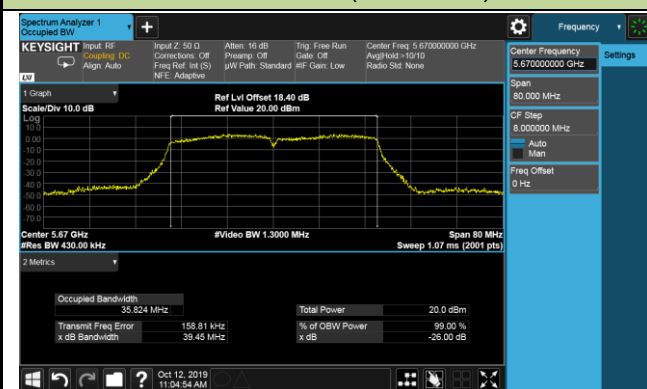 Spectrum Analyzer 1
Occupied BW
Frequency
KEYSIGHT
Input: RF
Coupling: DC
Align: Auto
Input Z: 50 Ω
Corrections: Off
Freq Ref: Int (S)
NFE: Adaptive
Atten: 16 dB
Preamp: Off
µW Path: Standard
Trig: Free Run
Gate: Off
#IF Gain: Low
Center Freq: 5.670000000 GHz
Avg|Hold:>10/10
Radio Std: None
LXI
Center Frequency
5.670000000 GHz
Settings
Span
80.000 MHz
CF Step
8.000000 MHz
Auto
Man
Freq Offset
0 Hz
1 Graph
Scale/Div 10.0 dB
Ref Lvl Offset 18.40 dB
Ref Value 20.00 dBm
Log
10.0
0.00
-10.0
-20.0
-30.0
-40.0
-50.0
-60.0
-70.0
Center 5.67 GHz
#Video BW 1.3000 MHz
Span 80 MHz
#Res BW 430.00 kHz
Sweep 1.07 ms (2001 pts)
2 Metrics
Occupied Bandwidth
35.824 MHz
Total Power 20.0 dBm
Transmit Freq Error 158.81 kHz
% of OBW Power 99.00 %
x dB Bandwidth 39.45 MHz
x dB -26.00 dB
?
Oct 12, 2019
11:04:54 AM